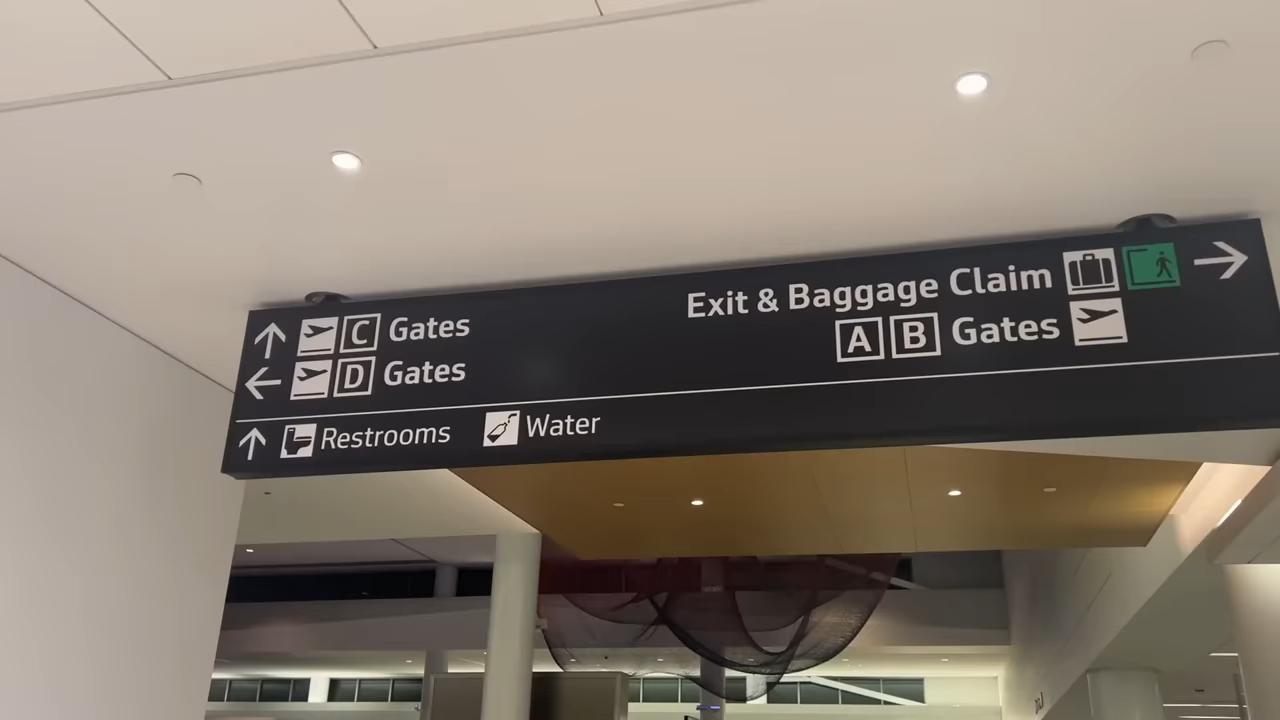 C Gates
D Gates
Restrooms Water
Exit & Baggage Claim
A B Gates